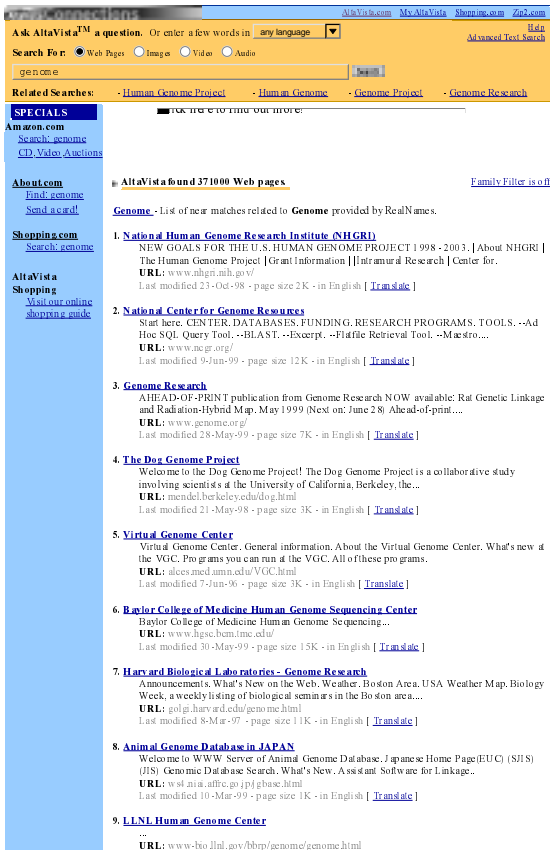 AltaVista.com My AltaVista Shopping.com Zip2.com
Ask AltaVista™ a question. Or enter a few words in any language
Help
Advanced Text Search
Search For: Web Pages Images Video Audio
genome
Related Searches: - Human Genome Project - Human Genome - Genome Project - Genome Research
SPECIALS
Amazon.com
Search: genome
CD,Video,Auctions
About.com
Find: genome
Send a card!
Shopping.com
Search: genome
AltaVista
Shopping
Visit our online
shopping guide
here to find out more!
AltaVista found 371000 Web pages.
Family Filter is off
Genome - List of near matches related to Genome provided by RealNames.
1. National Human Genome Research Institute (NHGRI)
NEW GOALS FOR THE U.S. HUMAN GENOME PROJECT 1998 - 2003. | About NHGRI |
The Human Genome Project | Grant Information | | Intramural Research | Center for.
URL: www.nhgri.nih.gov/
Last modified 23-Oct-98 - page size 2K - in English [ Translate ]
2. National Center for Genome Resources
Start here. CENTER. DATABASES. FUNDING. RESEARCH PROGRAMS. TOOLS. --Ad
Hoc SQL Query Tool. --BLAST. --Excerpt. --Flatfile Retrieval Tool. --Maestro....
URL: www.ncgr.org/
Last modified 9-Jun-99 - page size 12K - in English [ Translate ]
3. Genome Research
AHEAD-OF-PRINT publication from Genome Research NOW available: Rat Genetic Linkage
and Radiation-Hybrid Map. May 1999 (Next on: June 28) Ahead-of-print....
URL: www.genome.org/
Last modified 28-May-99 - page size 7K - in English [ Translate ]
4. The Dog Genome Project
Welcome to the Dog Genome Project! The Dog Genome Project is a collaborative study
involving scientists at the University of California, Berkeley, the...
URL: mendel.berkeley.edu/dog.html
Last modified 21-May-98 - page size 3K - in English [ Translate ]
5. Virtual Genome Center
Virtual Genome Center. General information. About the Virtual Genome Center. What's new at
the VGC. Programs you can run at the VGC. All of these programs.
URL: alces.med.umn.edu/VGC.html
Last modified 7-Jun-96 - page size 3K - in English [ Translate ]
6. Baylor College of Medicine Human Genome Sequencing Center
Baylor College of Medicine Human Genome Sequencing...
URL: www.hgsc.bcm.tmc.edu/
Last modified 30-May-99 - page size 15K - in English [ Translate ]
7. Harvard Biological Laboratories - Genome Research
Announcements. What's New on the Web. Weather. Boston Area. USA Weather Map. Biology
Week, a weekly listing of biological seminars in the Boston area....
URL: golgi.harvard.edu/genome.html
Last modified 8-Mar-97 - page size 11K - in English [ Translate ]
8. Animal Genome Database in JAPAN
Welcome to WWW Server of Animal Genome Database. Japanese Home Page(EUC) (SJIS)
(JIS) Genomic Database Search. What's New. Assistant Software for Linkage..
URL: ws4.niai.affrc.go.jp/jgbase.html
Last modified 10-Mar-99 - page size 1K - in English [ Translate ]
9. LLNL Human Genome Center
...
URL: www-bio.llnl.gov/bbrp/genome/genome.html